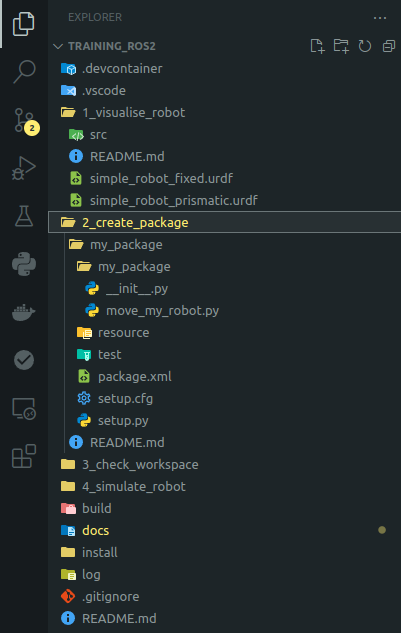 EXPLORER
TRAINING_ROS2
.devcontainer
.vscode
1_visualise_robot
src
README.md
simple_robot_fixed.urdf
simple_robot_prismatic.urdf
2
2_create_package
my_package
my_package
__init__.py
move_my_robot.py
resource
test
package.xml
setup.cfg
setup.py
README.md
3_check_workspace
4_simulate_robot
build
docs
install
log
.gitignore
README.md